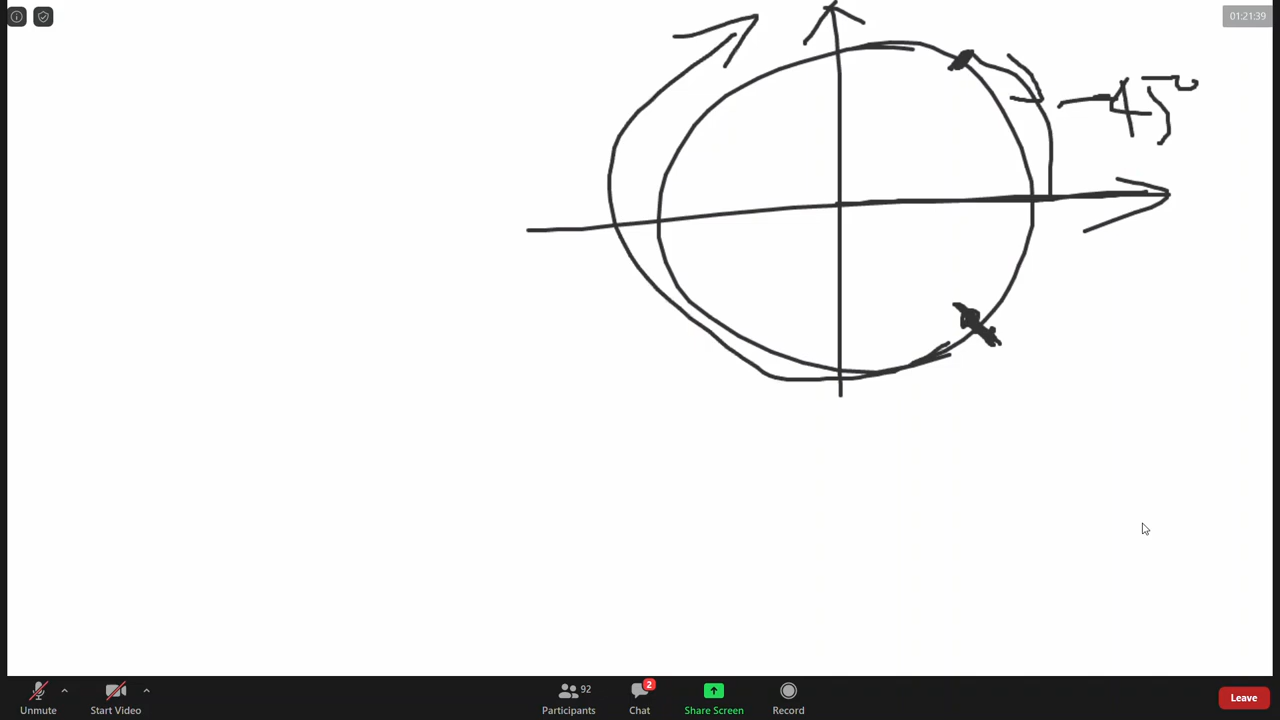 01:21:39
-45°
Unmute
Start Video
92
Participants
2
Chat
Share Screen
Record
Leave